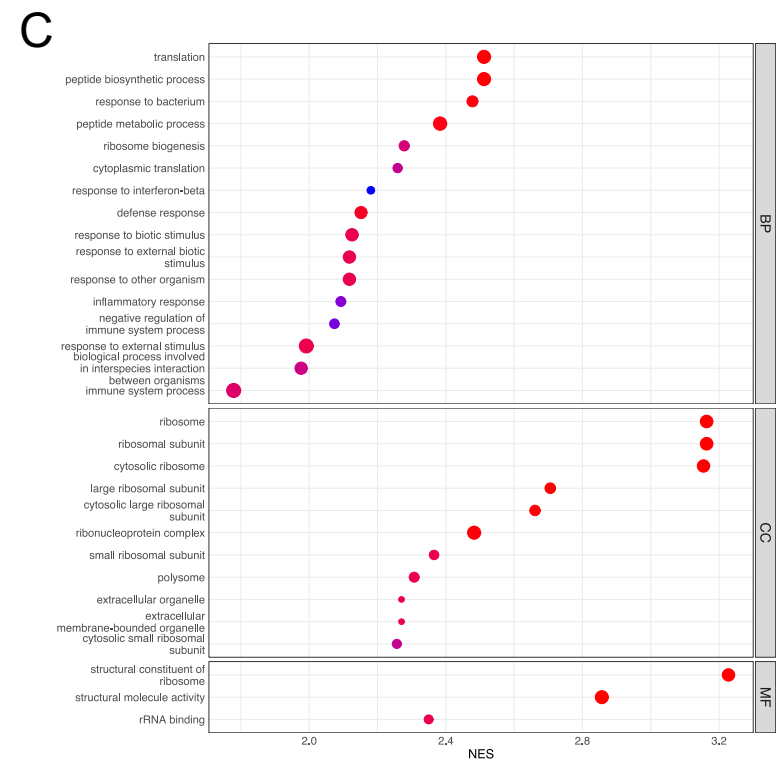 C
translation
peptide biosynthetic process
response to bacterium
peptide metabolic process
ribosome biogenesis
cytoplasmic translation
response to interferon-beta
defense response
response to biotic stimulus
response to external biotic
stimulus
response to other organism
inflammatory response
negative regulation of
immune system process
response to external stimulus
biological process involved
in interspecies interaction
between organisms
immune system process
BP
ribosome
ribosomal subunit
cytosolic ribosome
large ribosomal subunit
cytosolic large ribosomal
subunit
ribonucleoprotein complex
small ribosomal subunit
polysome
extracellular organelle
extracellular
membrane-bounded organelle
cytosolic small ribosomal
subunit
CC
structural constituent of
ribosome
structural molecule activity
rRNA binding
MF
2.0 2.4 2.8 3.2
NES